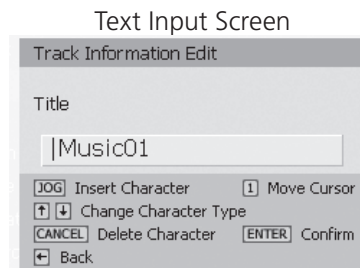 Text Input Screen
Track Information Edit
Title
|Music01
JOG Insert Character 1 Move Cursor
↑ ↓ Change Character Type
CANCEL Delete Character ENTER Confirm
← Back